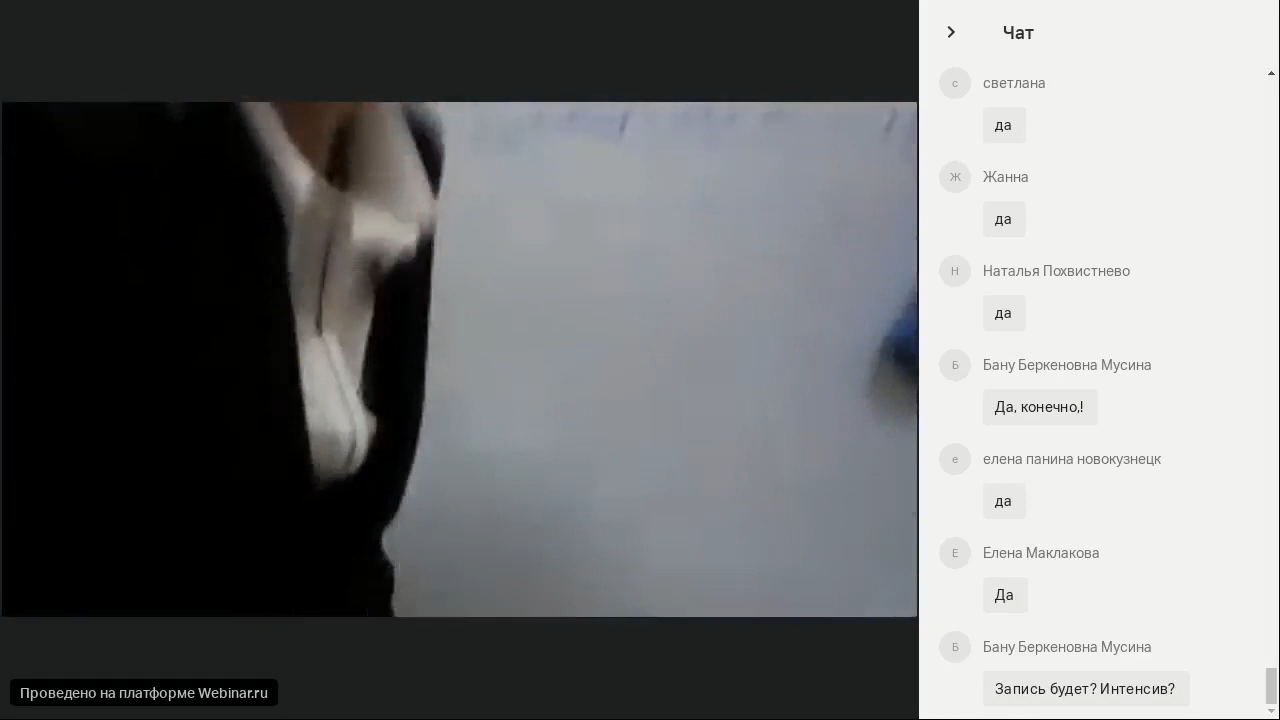 Чат
с
светлана
да
Ж
Жанна
да
Н
Наталья Похвистнево
да
Б
Бану Беркеновна Мусина
Да, конечно,!
е
елена панина новокузнецк
да
Е
Елена Маклакова
Да
Б
Бану Беркеновна Мусина
Запись будет? Интенсив?
Проведено на платформе Webinar.ru